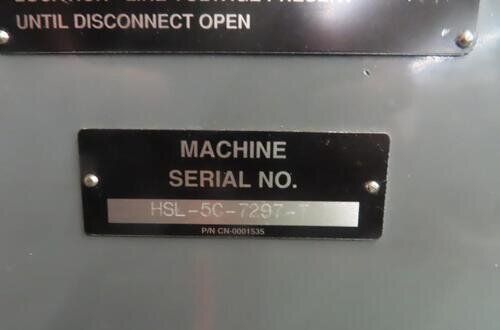 UNTIL DISCONNECT OPEN
MACHINE
SERIAL NO.
HSL-5C-7297-T
P/N CN-0001535